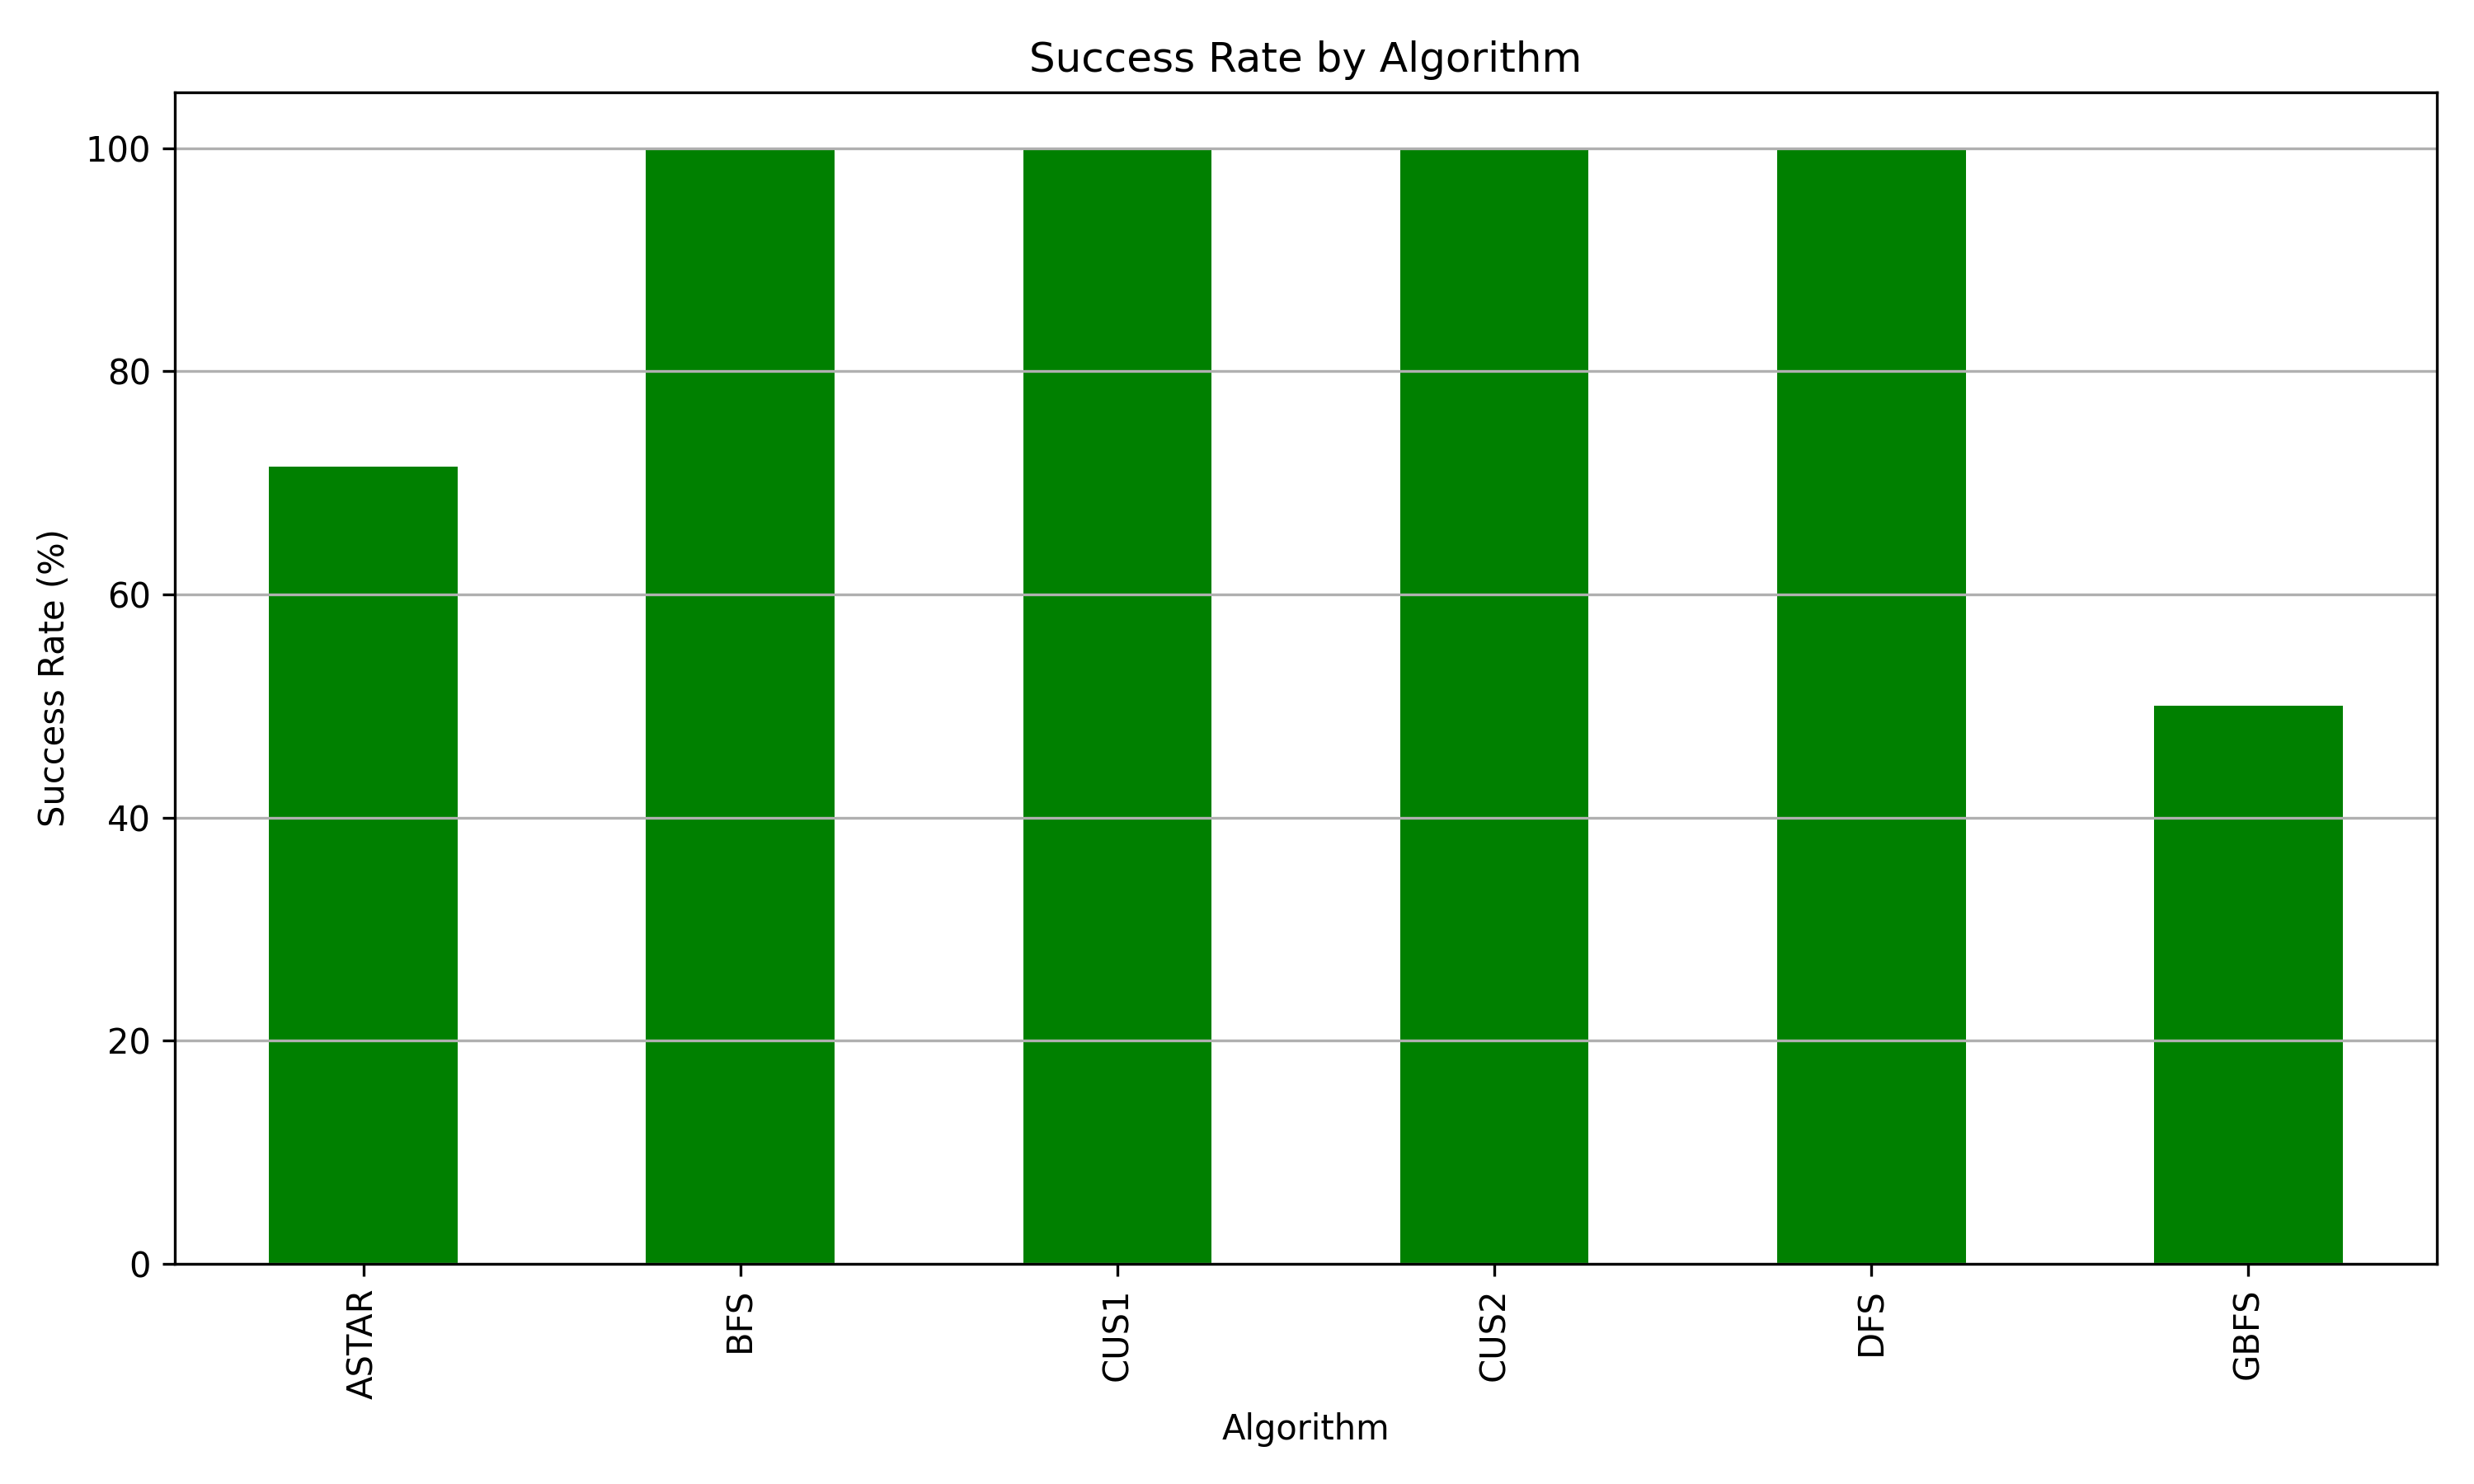 Success Rate by Algorithm
Success Rate (%)
100
80
60
40
20
0
ASTAR
BFS
CUS1
CUS2
DFS
GBFS
Algorithm